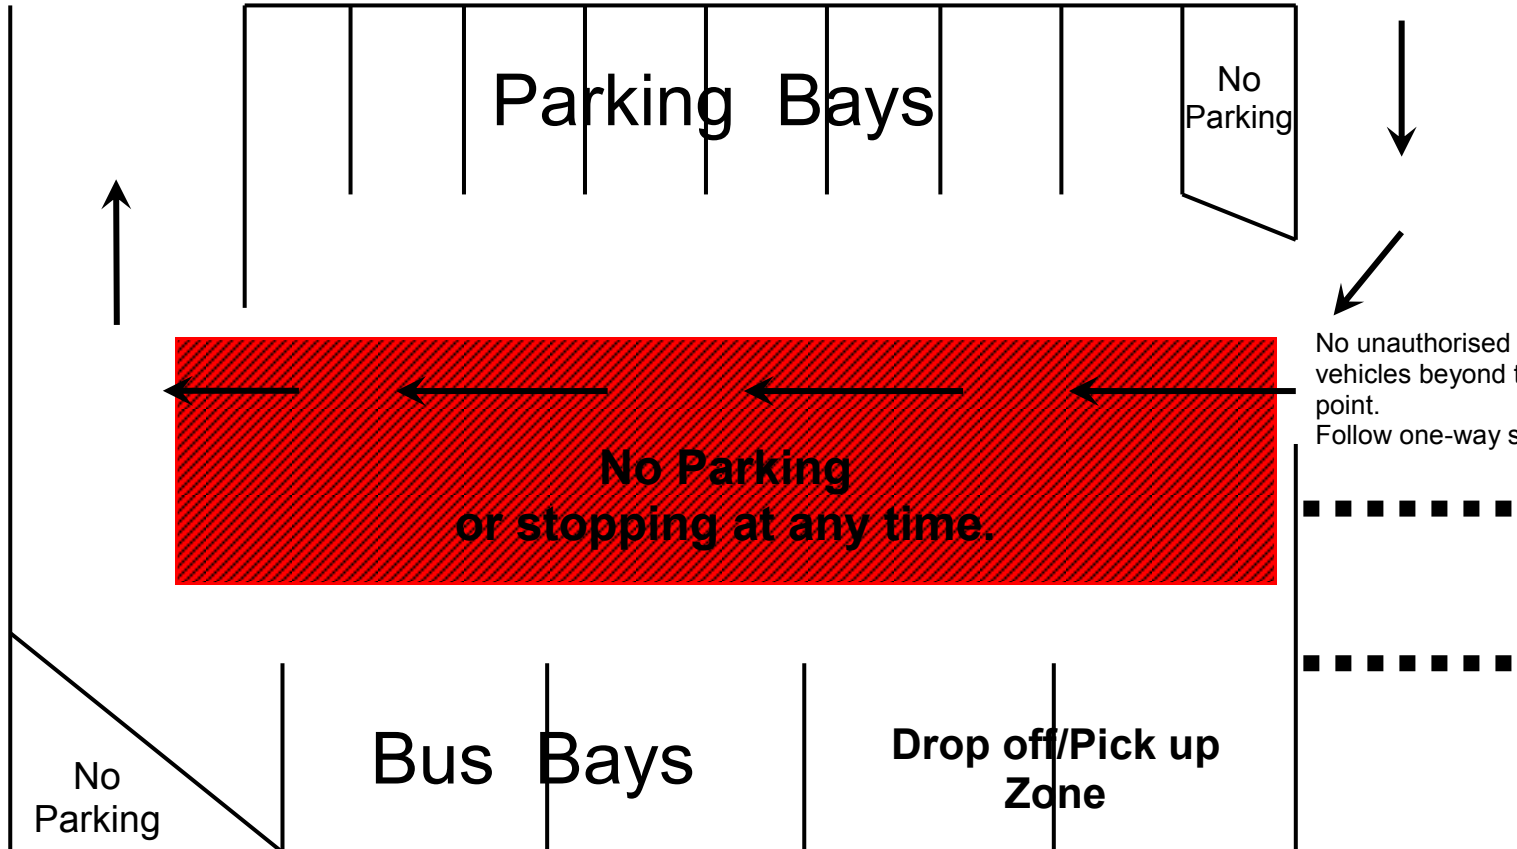 Parking Bays
No
Parking
No unauthorised
vehicles beyond
point.
Follow one-way
No Parking
or stopping at any time.
Bus Bays
Drop off/Pick up
Zone
No
Parking